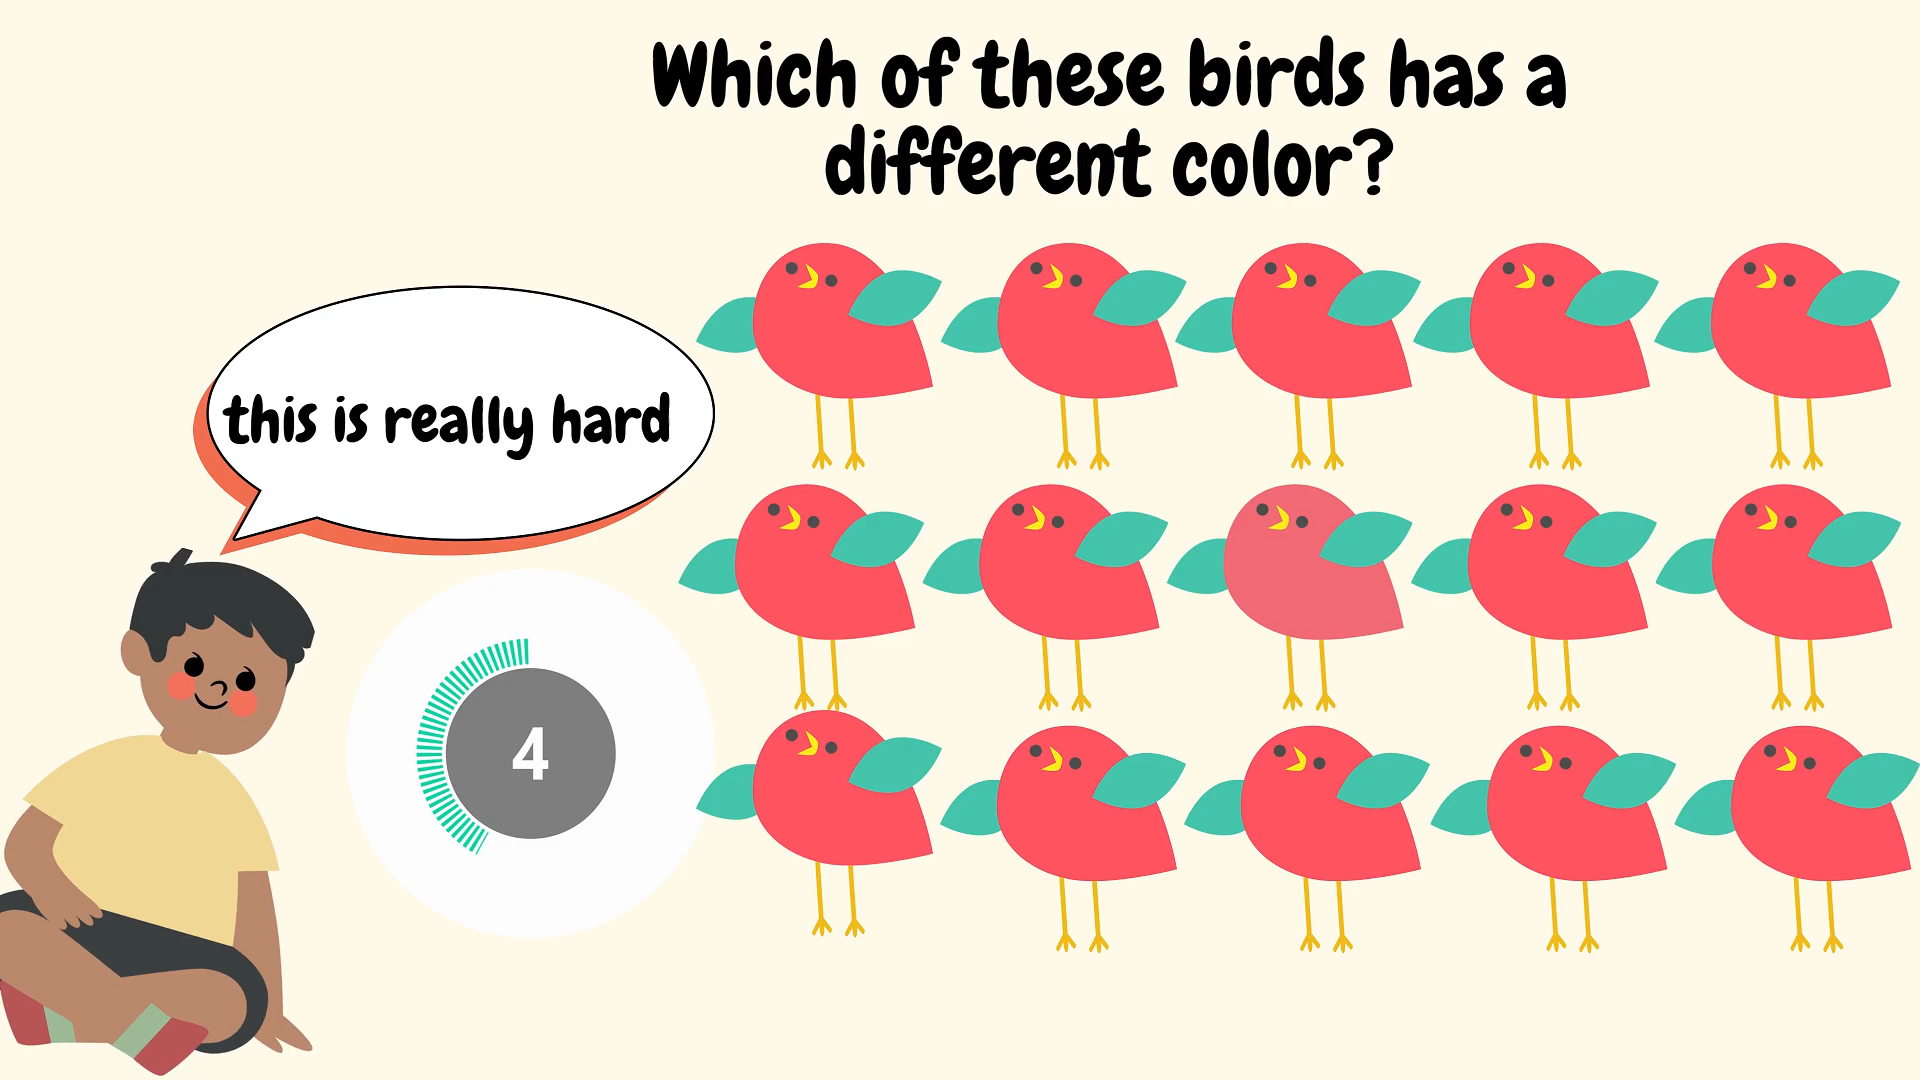 Which of these birds has a
different color?
this is really hard
4